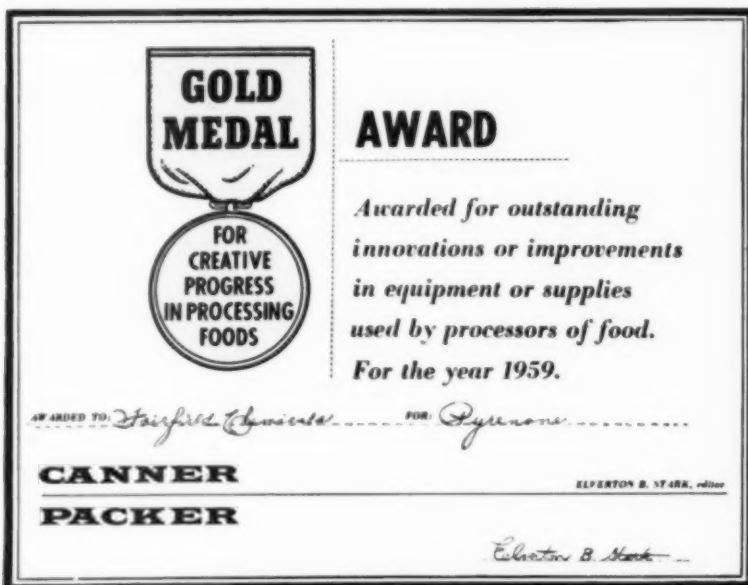 GOLD
MEDAL
FOR
CREATIVE
PROGRESS
IN PROCESSING
FOODS
AWARD
Awarded for outstanding
innovations or improvements
in equipment or supplies
used by processors of food.
For the year 1959.
AWARDED TO: Fairfield Chemicals FOR: Pyrenone
CANNER
PACKER
ELVERTON B. STARK, editor
Elverton B. Stark